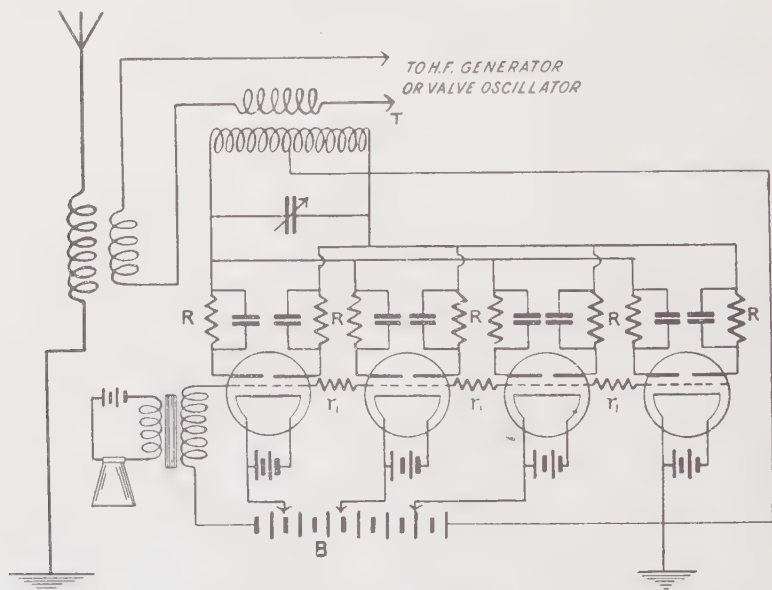 TO H.F. GENERATOR
OR VALVE OSCILLATOR
T
R
R
R
R
r₁
r₁
r₁
B